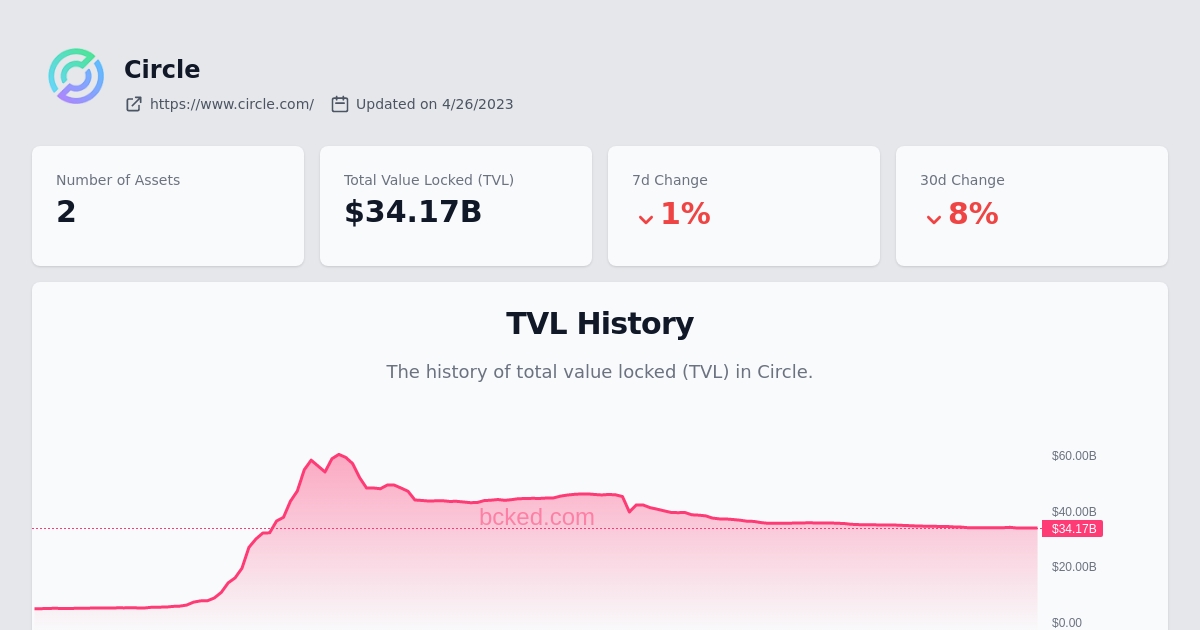 Circle
https://www.circle.com/ Updated on 4/26/2023
Number of Assets
2
Total Value Locked (TVL)
$34.17B
7d Change
1%
30d Change
8%
TVL History
The history of total value locked (TVL) in Circle.
$60.00B
$40.00B
bcked.com
$34.17B
$20.00B
$0.00